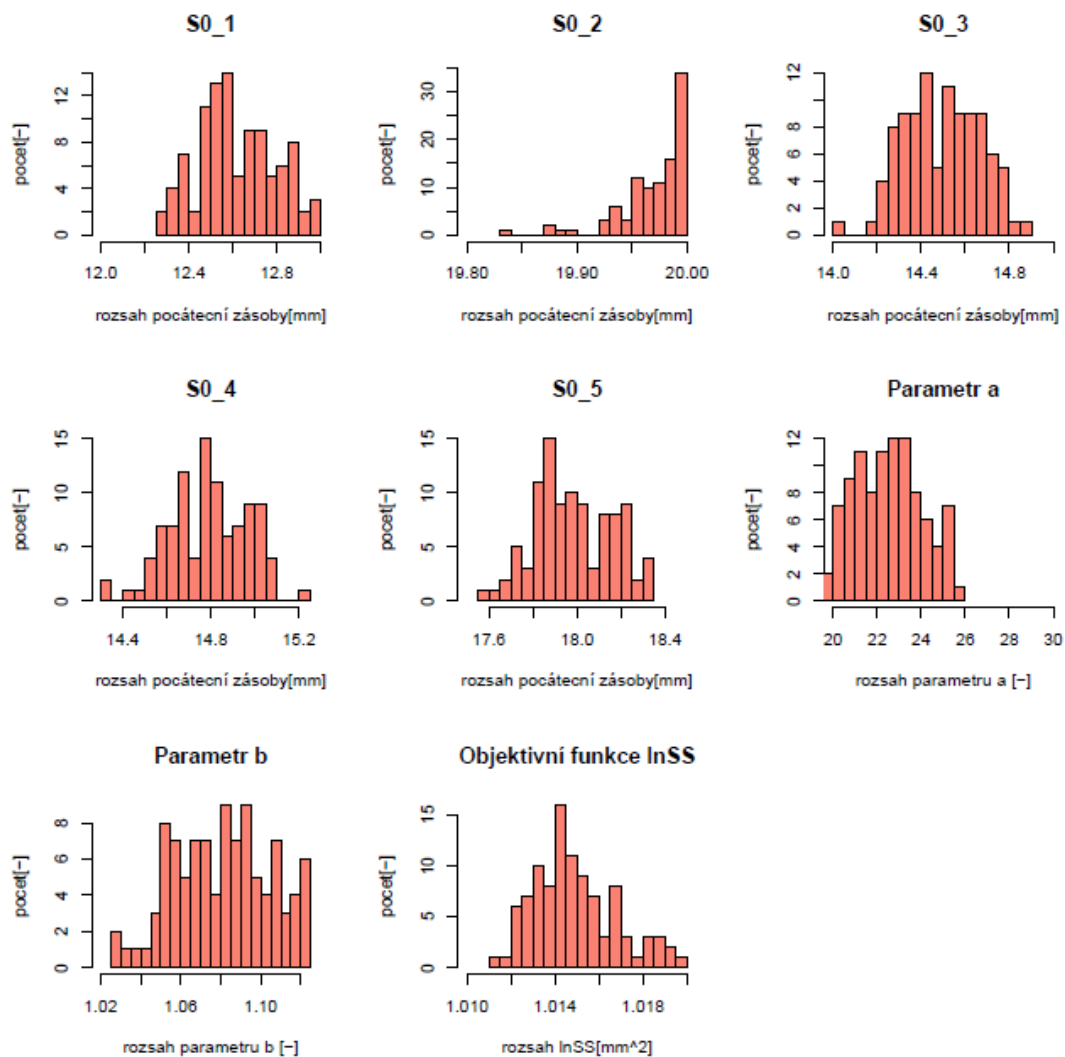 S0_1
pocet[−]
0 4 8 12
12.0 12.4 12.8
rozsah pocátecní zásoby[mm]
S0_2
pocet[−]
0 10 20 30
19.80 19.90 20.00
rozsah pocátecní zásoby[mm]
S0_3
pocet[−]
0 2 4 6 8 12
14.0 14.4 14.8
rozsah pocátecní zásoby[mm]
S0_4
pocet[−]
0 5 10 15
14.4 14.8 15.2
rozsah pocátecní zásoby[mm]
S0_5
pocet[−]
0 5 10 15
17.6 18.0 18.4
rozsah pocátecní zásoby[mm]
Parametr a
pocet[−]
0 2 4 6 8 12
20 22 24 26 28 30
rozsah parametru a [−]
Parametr b
pocet[−]
0 2 4 6 8
1.02 1.06 1.10
rozsah parametru b [−]
Objektivní funkce lnSS
pocet[−]
0 5 10 15
1.010 1.014 1.018
rozsah lnSS[mm^2]